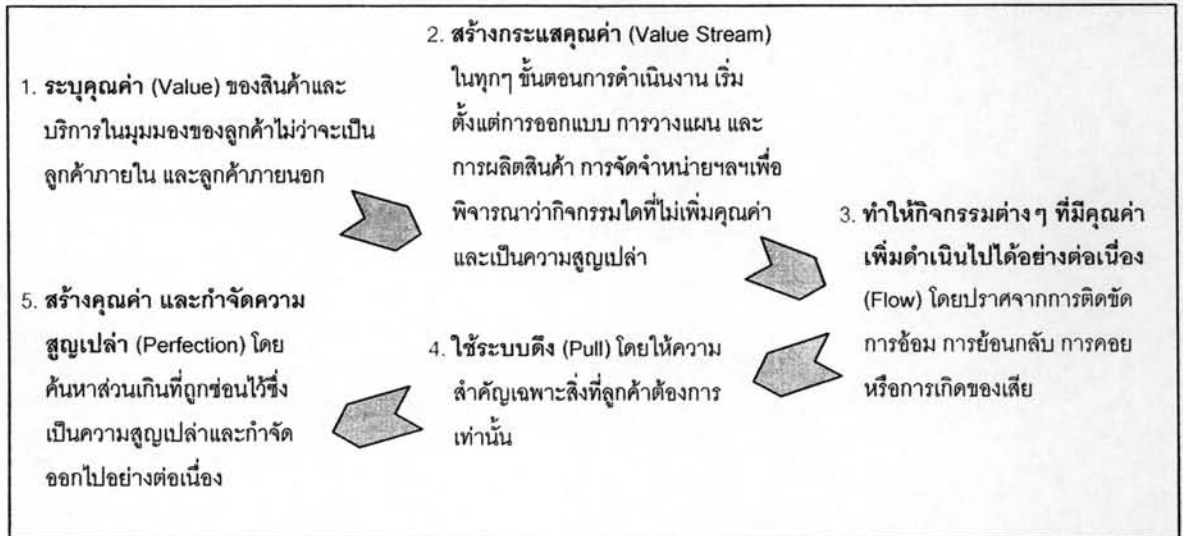 1. ระบุคุณค่า (Value) ของสินค้าและ
บริการในมุมมองของลูกค้าไม่ว่าจะเป็น
ลูกค้าภายใน และลูกค้าภายนอก
2. สร้างกระแสคุณค่า (Value Stream)
ในทุกๆ ขั้นตอนการดำเนินงาน เริ่ม
ตั้งแต่การออกแบบ การวางแผน และ
การผลิตสินค้า การจัดจำหน่ายฯลฯเพื่อ
พิจารณาว่ากิจกรรมใดที่ไม่เพิ่มคุณค่า
และเป็นความสูญเปล่า
3. ทำให้กิจกรรมต่างๆ ที่มีคุณค่า
เพิ่มดำเนินไปได้อย่างต่อเนื่อง
(Flow) โดยปราศจากการติดขัด
การอ้อม การย้อนกลับ การคอย
หรือการเกิดของเสีย
4. ใช้ระบบดึง (Pull) โดยให้ความ
สำคัญเฉพาะสิ่งที่ลูกค้าต้องการ
เท่านั้น
5. สร้างคุณค่า และกำจัดความ
สูญเปล่า (Perfection) โดย
ค้นหาส่วนเกินที่ถูกซ่อนไว้ซึ่ง
เป็นความสูญเปล่าและกำจัด
ออกไปอย่างต่อเนื่อง